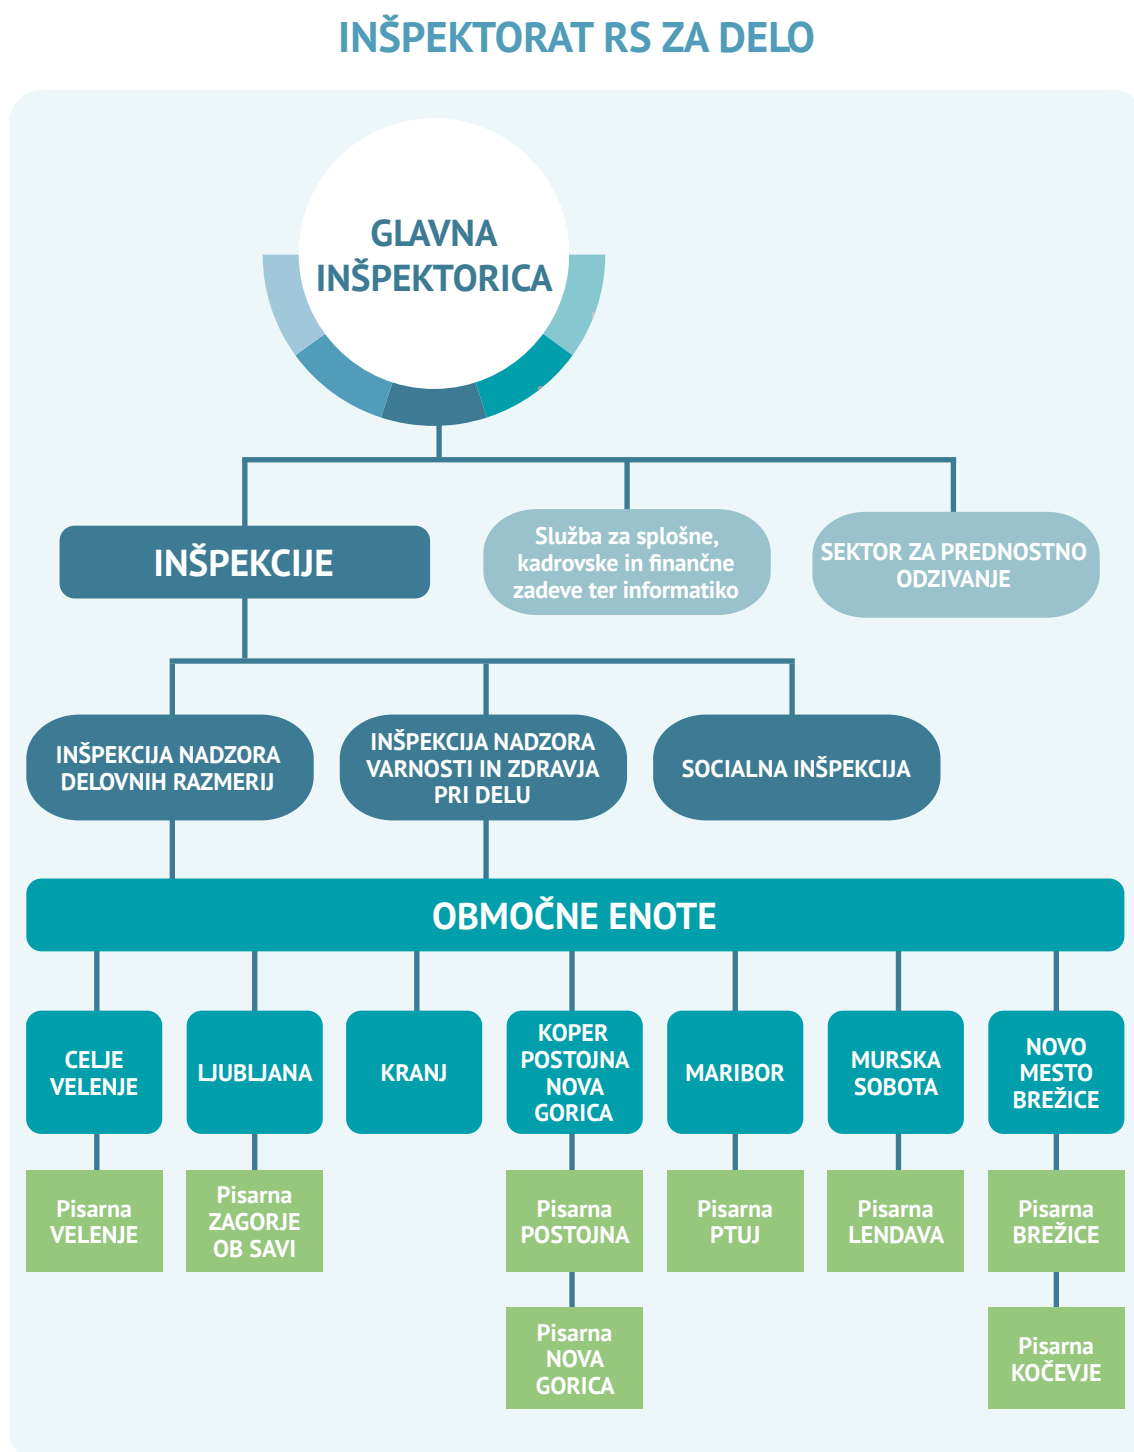 INŠPEKTORAT RS ZA DELO
GLAVNA
INŠPEKTORICA
INŠPEKCIJE
Služba za splošne,
kadrovske in finančne
zadeve ter informatiko
SEKTOR ZA PREDNOSTNO
ODZIVANJE
INŠPEKCIJA NADZORA
DELOVNIH RAZMERIJ
INŠPEKCIJA NADZORA
VARNOSTI IN ZDRAVJA
PRI DELU
SOCIALNA INŠPEKCIJA
OBMOČNE ENOTE
CELJE
VELENJE
LJUBLJANA
KRANJ
KOPER
POSTOJNA
NOVA
GORICA
MARIBOR
MURSKA
SOBOTA
NOVO
MESTO
BREŽICE
Pisarna
VELENJE
Pisarna
ZAGORJE
OB SAVI
Pisarna
POSTOJNA
Pisarna
PTUJ
Pisarna
LENDAVA
Pisarna
BREŽICE
Pisarna
NOVA
GORICA
Pisarna
KOČEVJE